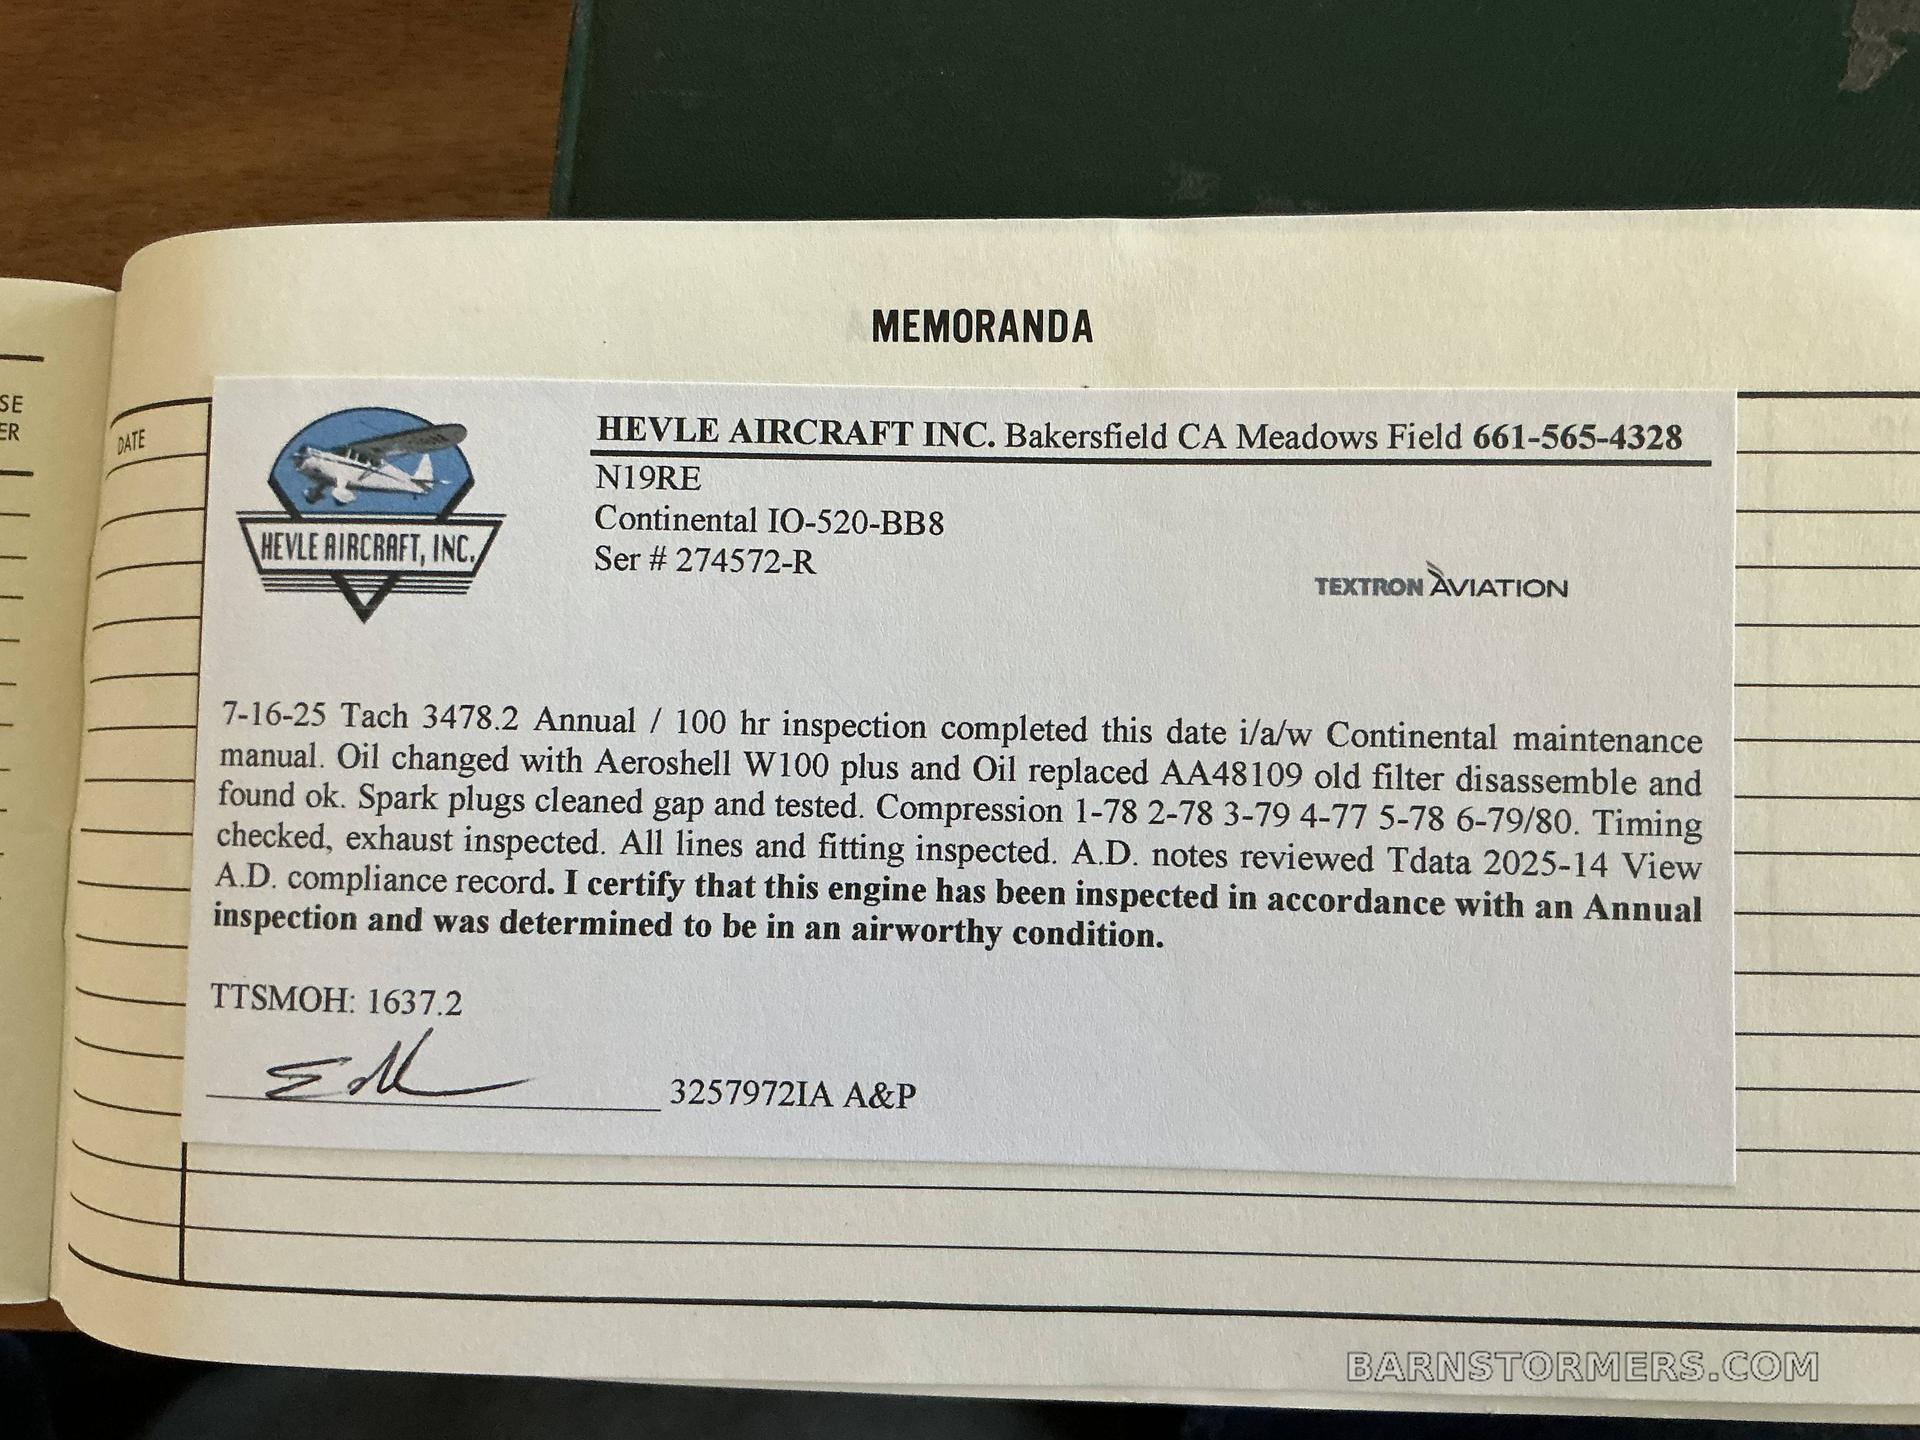 MEMORANDA
SE
ER
DATE
HEVLE AIRCRAFT, INC.
HEVLE AIRCRAFT INC. Bakersfield CA Meadows Field 661-565-4328
N19RE
Continental IO-520-BB8
Ser # 274572-R
TEXTRON AVIATION
7-16-25 Tach 3478.2 Annual / 100 hr inspection completed this date i/a/w Continental maintenance
manual. Oil changed with Aeroshell W100 plus and Oil replaced AA48109 old filter disassemble and
found ok. Spark plugs cleaned gap and tested. Compression 1-78 2-78 3-79 4-77 5-78 6-79/80. Timing
checked, exhaust inspected. All lines and fitting inspected. A.D. notes reviewed Tdata 2025-14 View
A.D. compliance record. I certify that this engine has been inspected in accordance with an Annual
inspection and was determined to be in an airworthy condition.
TTSMOH: 1637.2
3257972IA A&P
BARNSTORMERS.COM